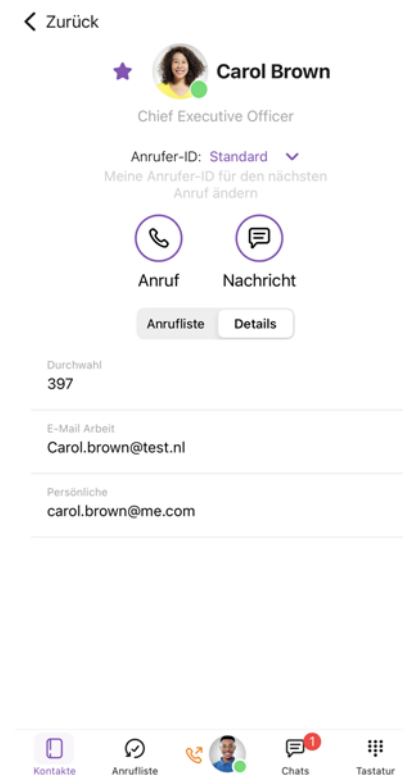 Zurück
Carol Brown
Chief Executive Officer
Anrufer-ID: Standard
Meine Anrufer-ID für den nächsten
Anruf ändern
Anruf Nachricht
Anrufliste Details
Durchwahl
397
E-Mail Arbeit
Carol.brown@test.nl
Persönliche
carol.brown@me.com
1
Kontakte Anrufliste Chats Tastatur